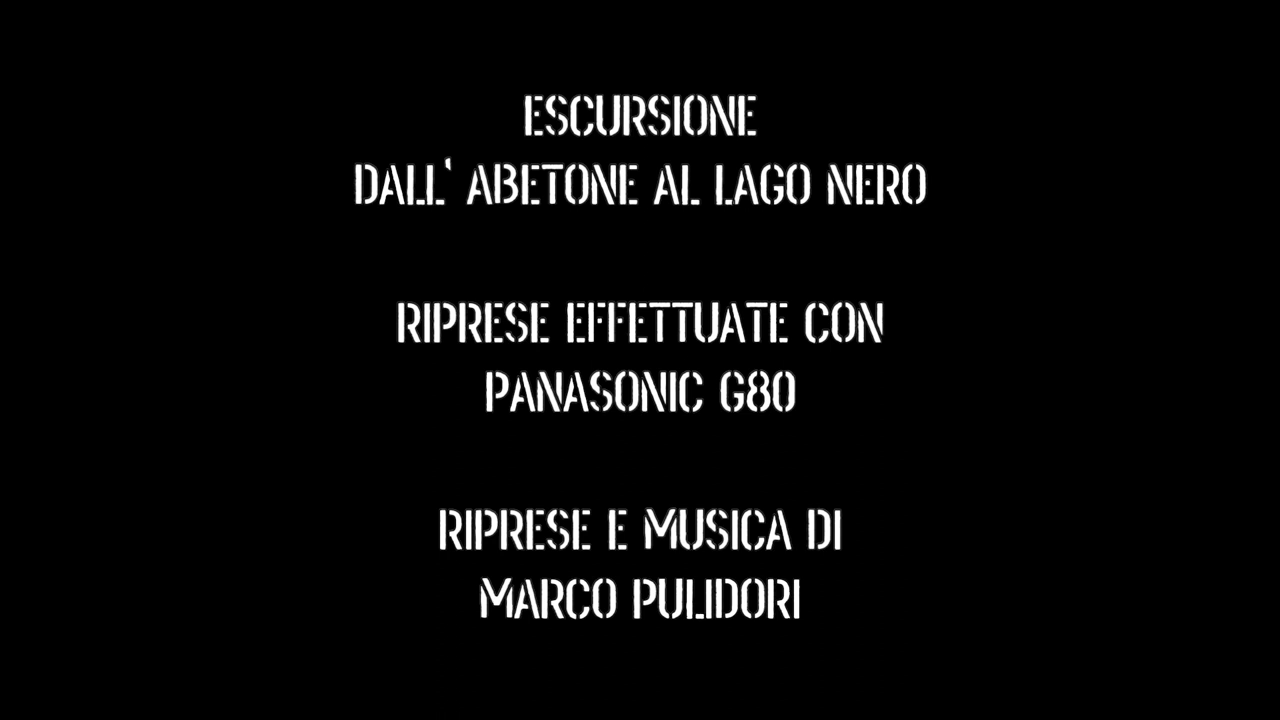 ESCURSIONE
DALL' ABETONE AL LAGO NERO
RIPRESE EFFETTUATE CON
PANASONIC G80
RIPRESE E MUSICA DI
MARCO PULIDORI